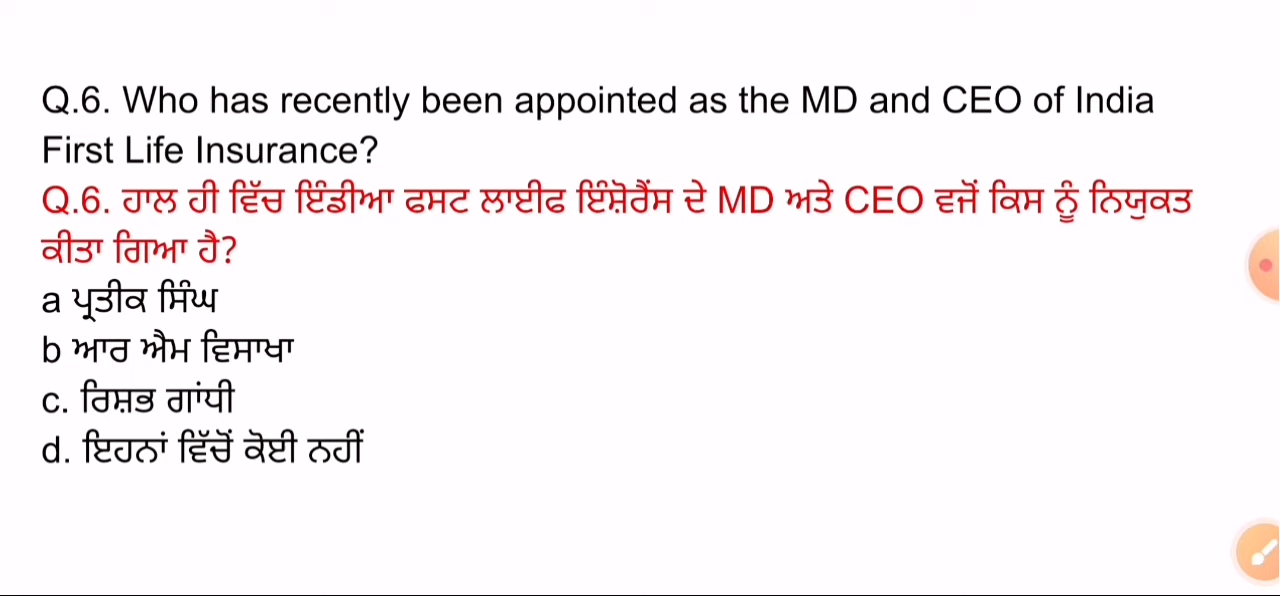 Q.6. Who has recently been appointed as the MD and CEO of India
First Life Insurance?
Q.6. ਹਾਲ ਹੀ ਵਿੱਚ ਇੰਡੀਆ ਫਸਟ ਲਾਈਫ ਇੰਸ਼ੋਰੈਂਸ ਦੇ MD ਅਤੇ CEO ਵਜੋਂ ਕਿਸ ਨੂੰ ਨਿਯੁਕਤ
ਕੀਤਾ ਗਿਆ ਹੈ?
a ਪ੍ਰਤੀਕ ਸਿੰਘ
b ਆਰ ਐਮ ਵਿਸਾਖਾ
c. ਰਿਸ਼ਭ ਗਾਂਧੀ
d. ਇਹਨਾਂ ਵਿੱਚੋਂ ਕੋਈ ਨਹੀਂ